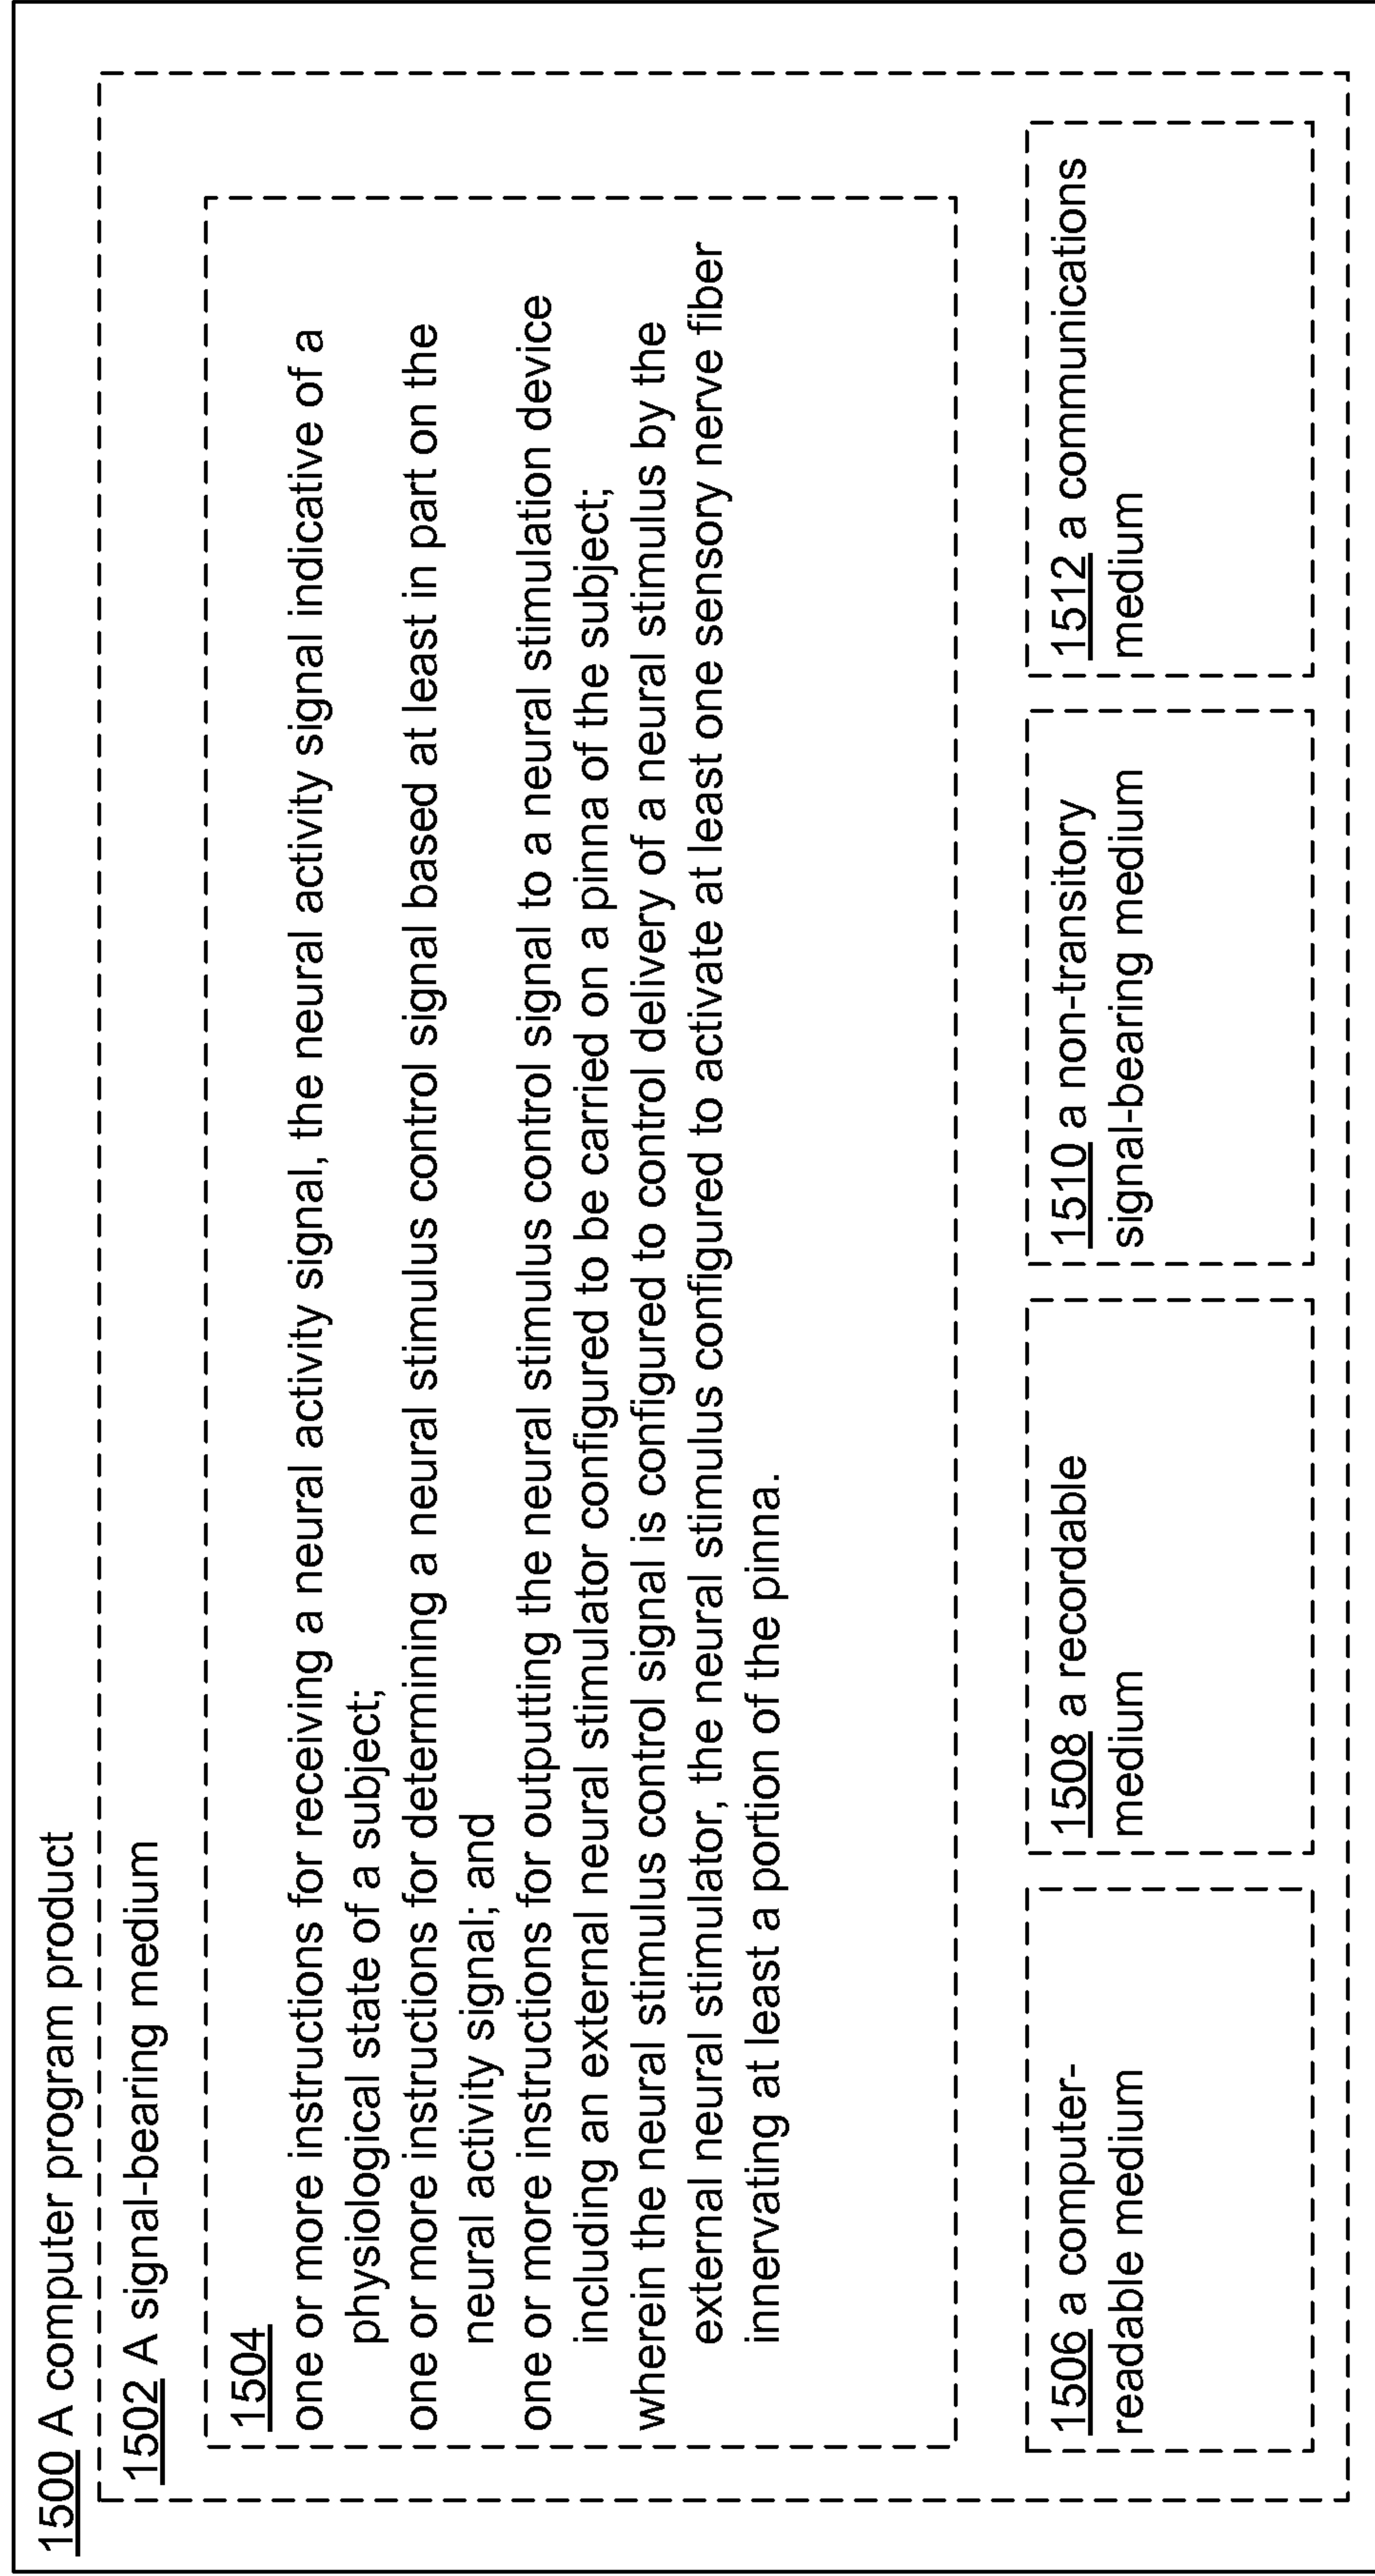 1500 A computer program product
1502 A signal-bearing medium
1504
one or more instructions for receiving a neural activity signal, the neural activity signal indicative of a
physiological state of a subject;
one or more instructions for determining a neural stimulus control signal based at least in part on the
neural activity signal; and
one or more instructions for outputting the neural stimulus control signal to a neural stimulation device
including an external neural stimulator configured to be carried on a pinna of the subject;
wherein the neural stimulus control signal is configured to control delivery of a neural stimulus by the
external neural stimulator, the neural stimulus configured to activate at least one sensory nerve fiber
innervating at least a portion of the pinna.
1506 a computer-
readable medium
1508 a recordable
medium
1510 a non-transitory
signal-bearing medium
1512 a communications
medium